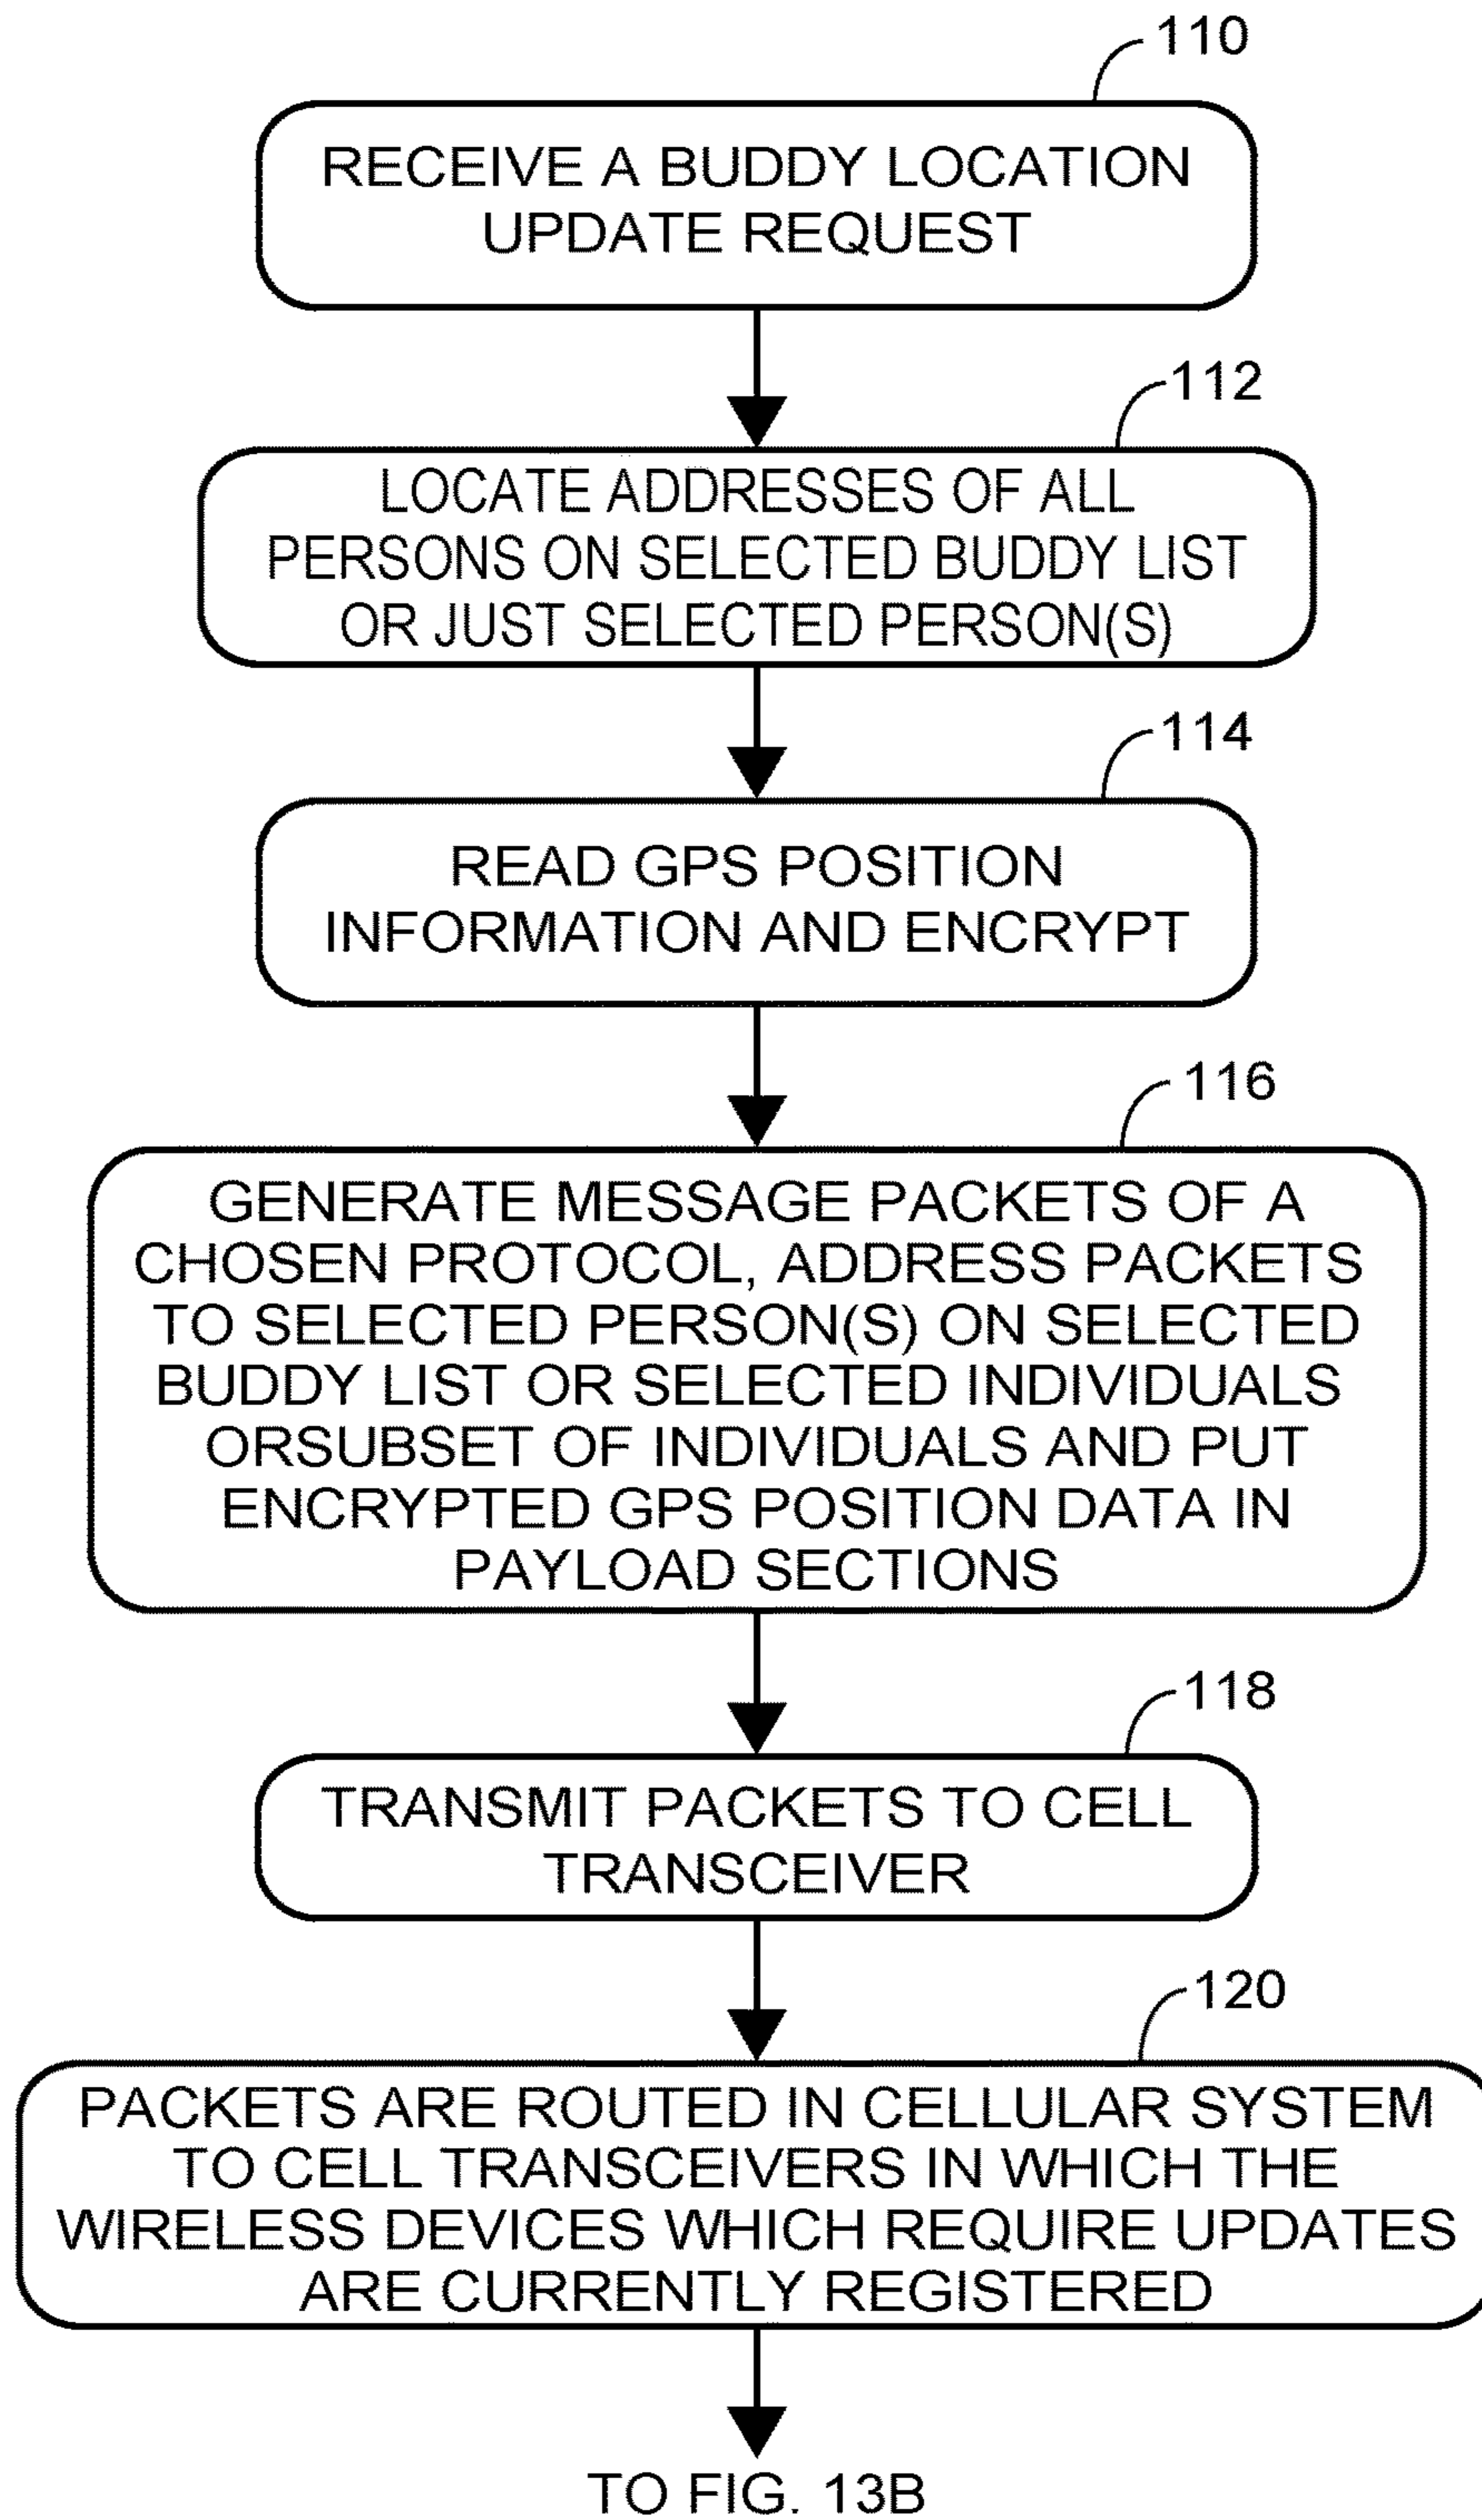 110
RECEIVE A BUDDY LOCATION
UPDATE REQUEST
112
LOCATE ADDRESSES OF ALL
PERSONS ON SELECTED BUDDY LIST
OR JUST SELECTED PERSON(S)
114
READ GPS POSITION
INFORMATION AND ENCRYPT
116
GENERATE MESSAGE PACKETS OF A
CHOSEN PROTOCOL, ADDRESS PACKETS
TO SELECTED PERSON(S) ON SELECTED
BUDDY LIST OR SELECTED INDIVIDUALS
ORSUBSET OF INDIVIDUALS AND PUT
ENCRYPTED GPS POSITION DATA IN
PAYLOAD SECTIONS
118
TRANSMIT PACKETS TO CELL
TRANSCEIVER
120
PACKETS ARE ROUTED IN CELLULAR SYSTEM
TO CELL TRANSCEIVERS IN WHICH THE
WIRELESS DEVICES WHICH REQUIRE UPDATES
ARE CURRENTLY REGISTERED
TO FIG. 13B